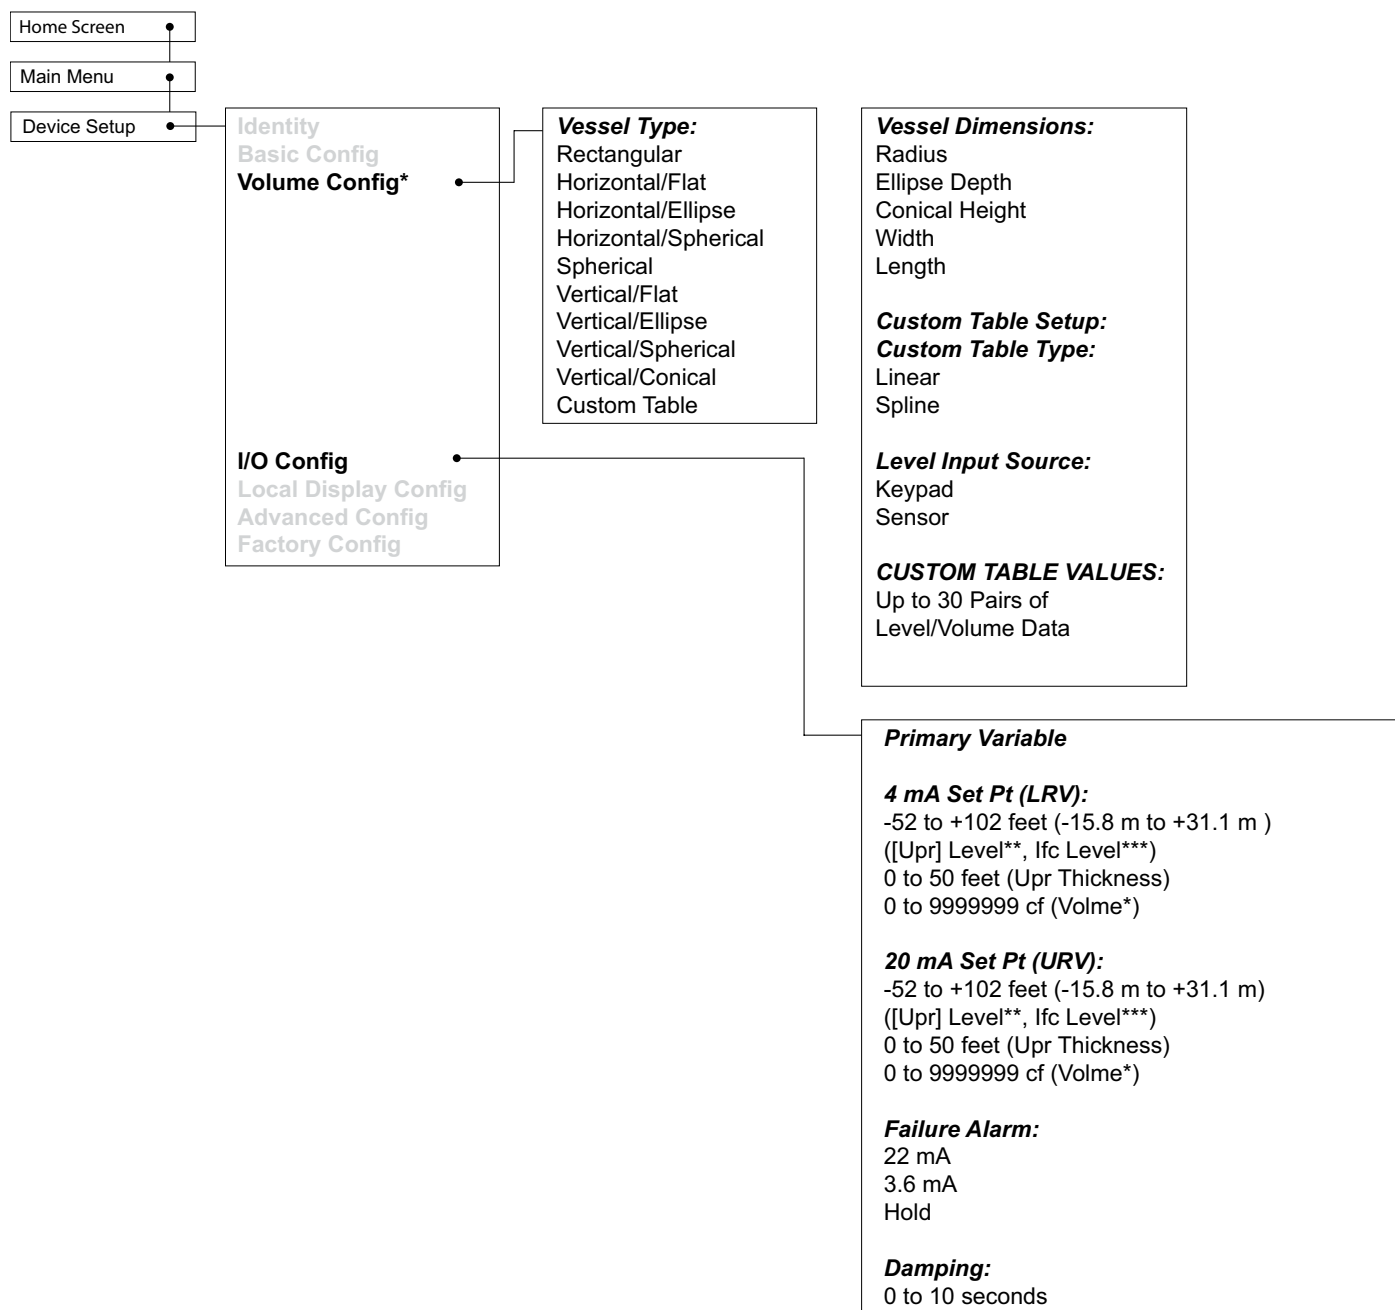 Home Screen
Main Menu
Device Setup
Identity
Basic Config
Volume Config*
I/O Config
Local Display Config
Advanced Config
Factory Config
Vessel Type:
Rectangular
Horizontal/Flat
Horizontal/Ellipse
Horizontal/Spherical
Spherical
Vertical/Flat
Vertical/Ellipse
Vertical/Spherical
Vertical/Conical
Custom Table
Vessel Dimensions:
Radius
Ellipse Depth
Conical Height
Width
Length
Custom Table Setup:
Custom Table Type:
Linear
Spline
Level Input Source:
Keypad
Sensor
CUSTOM TABLE VALUES:
Up to 30 Pairs of
Level/Volume Data
Primary Variable
4 mA Set Pt (LRV):
-52 to +102 feet (-15.8 m to +31.1 m )
([Upr] Level**, Ifc Level***)
0 to 50 feet (Upr Thickness)
0 to 9999999 cf (Volme*)
20 mA Set Pt (URV):
-52 to +102 feet (-15.8 m to +31.1 m)
([Upr] Level**, Ifc Level***)
0 to 50 feet (Upr Thickness)
0 to 9999999 cf (Volme*)
Failure Alarm:
22 mA
3.6 mA
Hold
Damping:
0 to 10 seconds